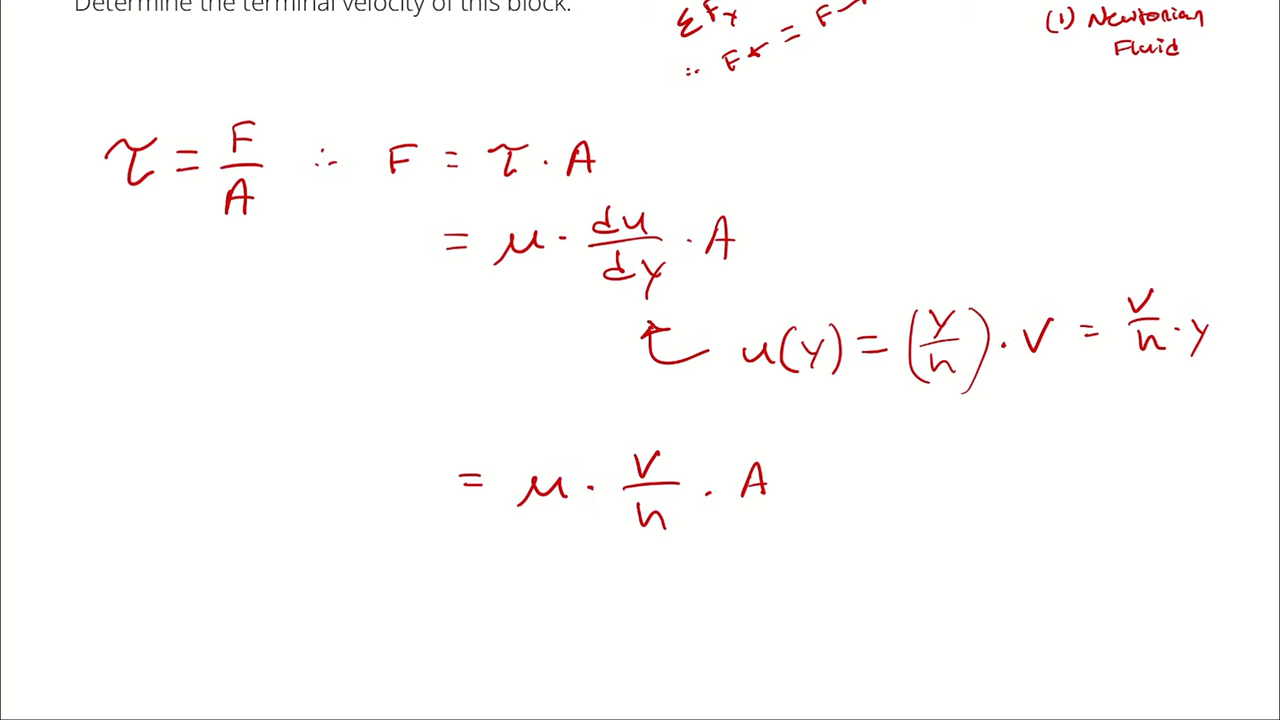 Determine the terminal velocity of this block.
ΣFx
∴ F← = F→
(1) Newtonian
Fluid
τ = F/A ∴ F = τ · A
= μ · du/dy · A
u(y) = (y/h) · V = V/h · y
= μ · V/h · A